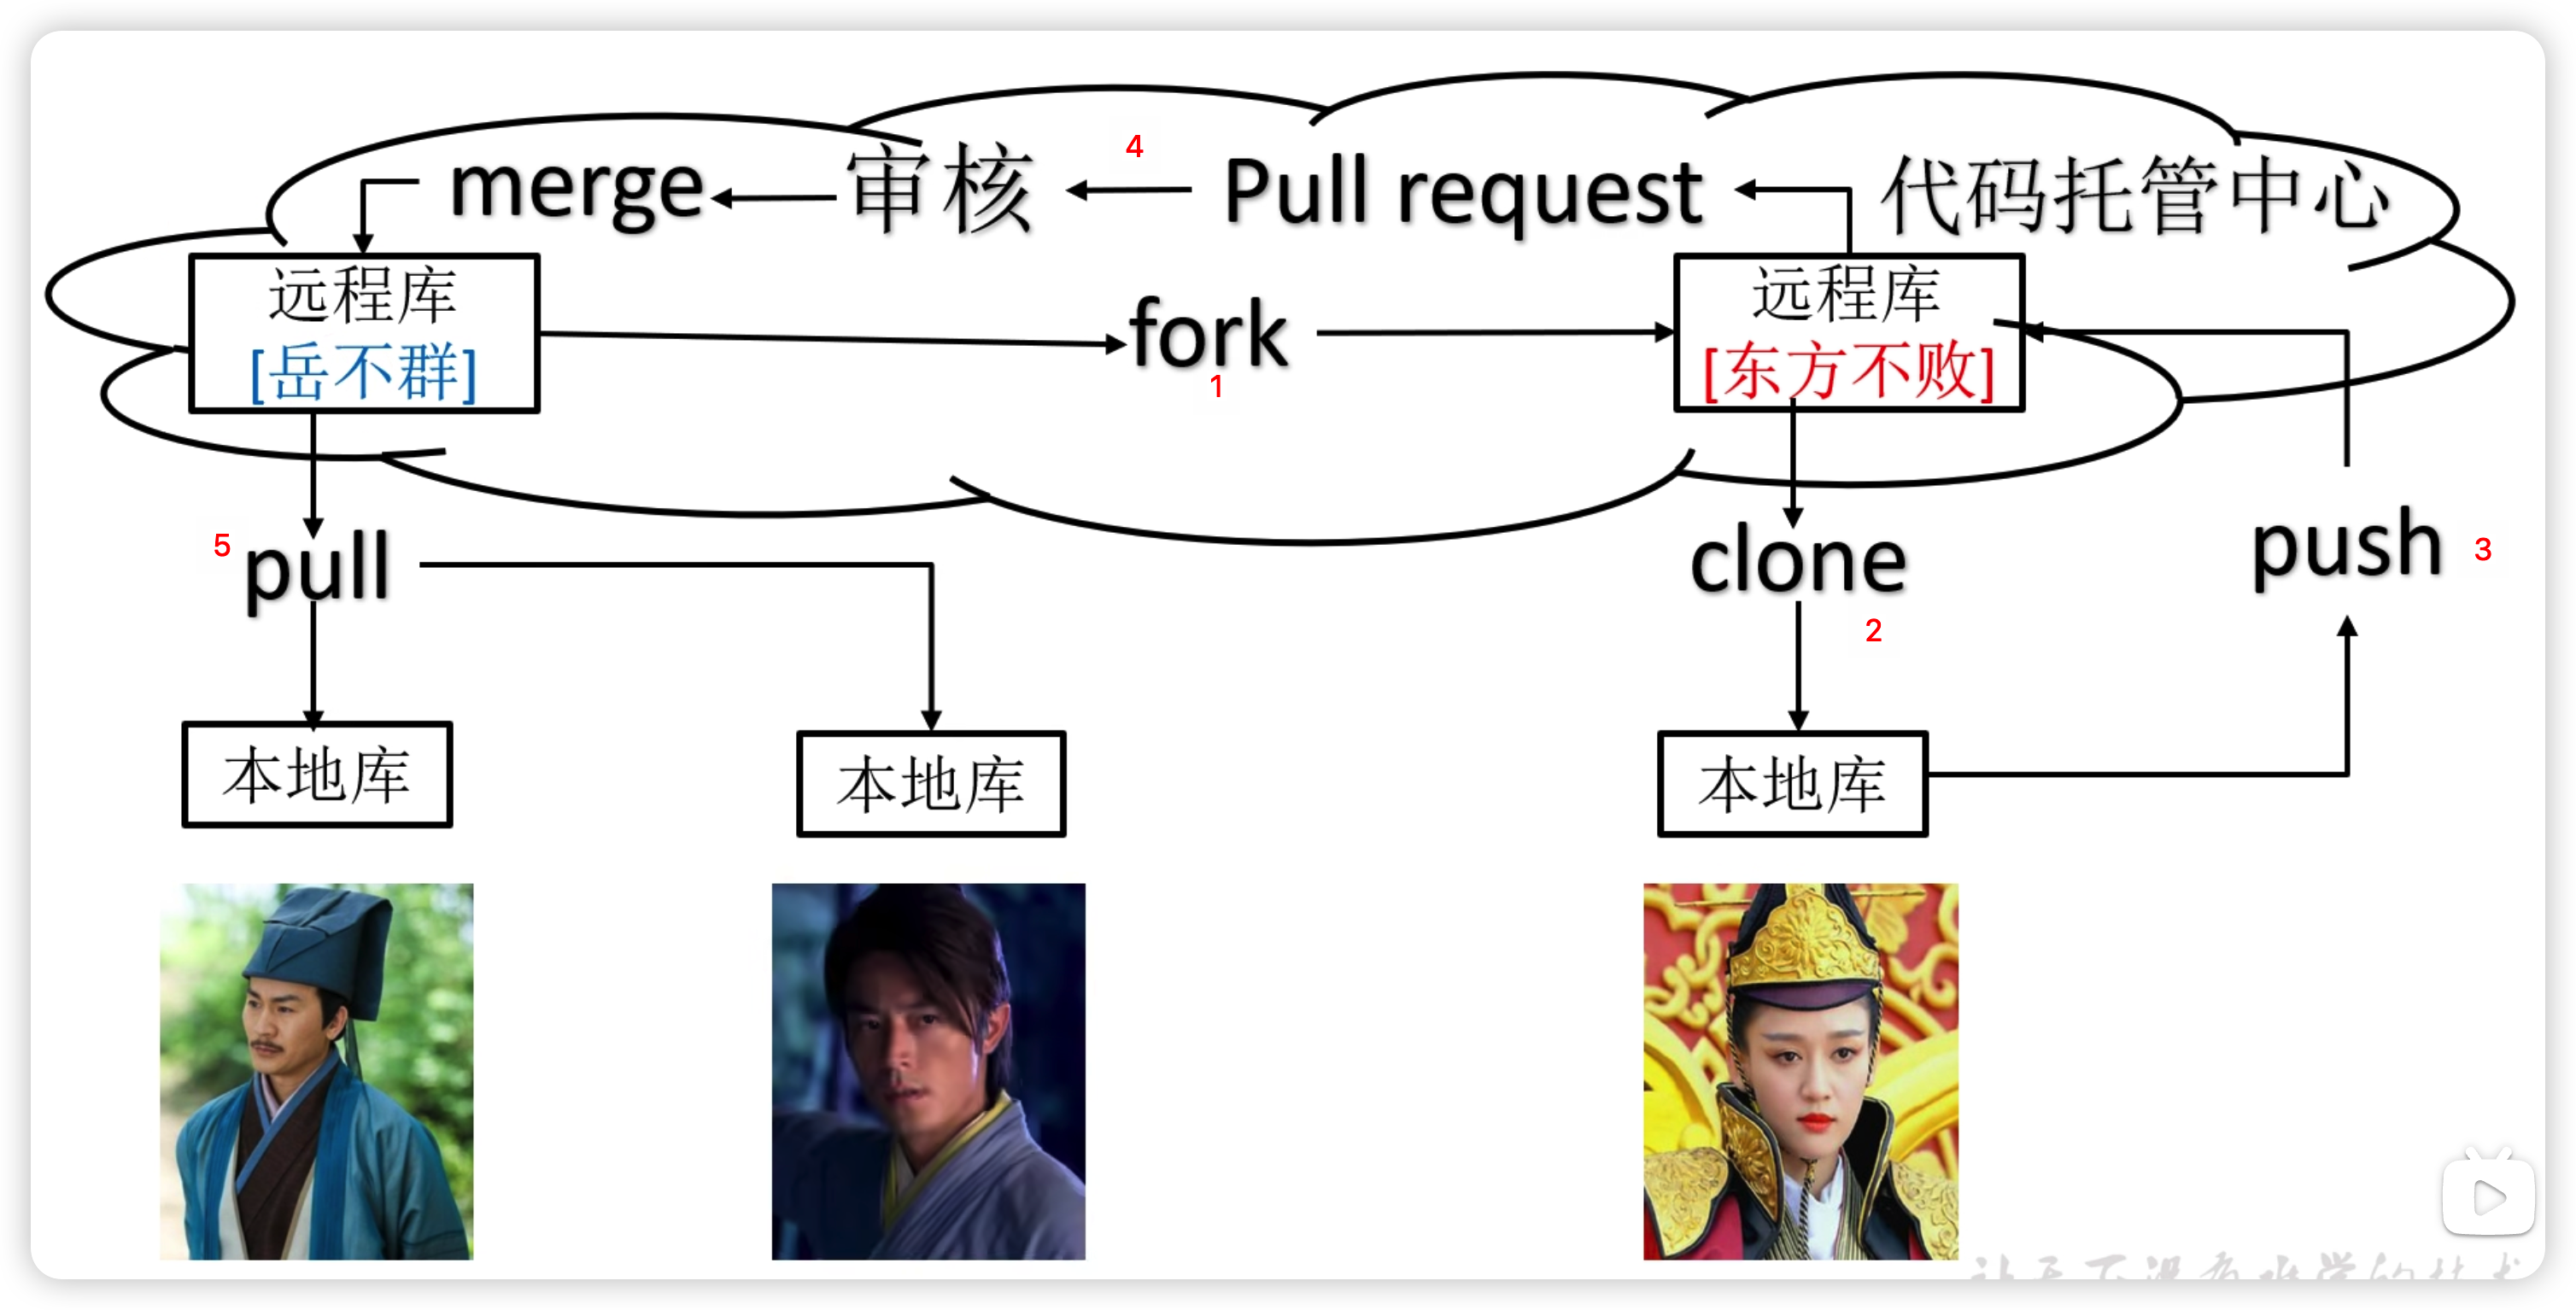 4
merge
审核
Pull request
代码托管中心
远程库
[岳不群]
fork
1
远程库
[东方不败]
5
pull
clone
2
push
3
本地库
本地库
本地库